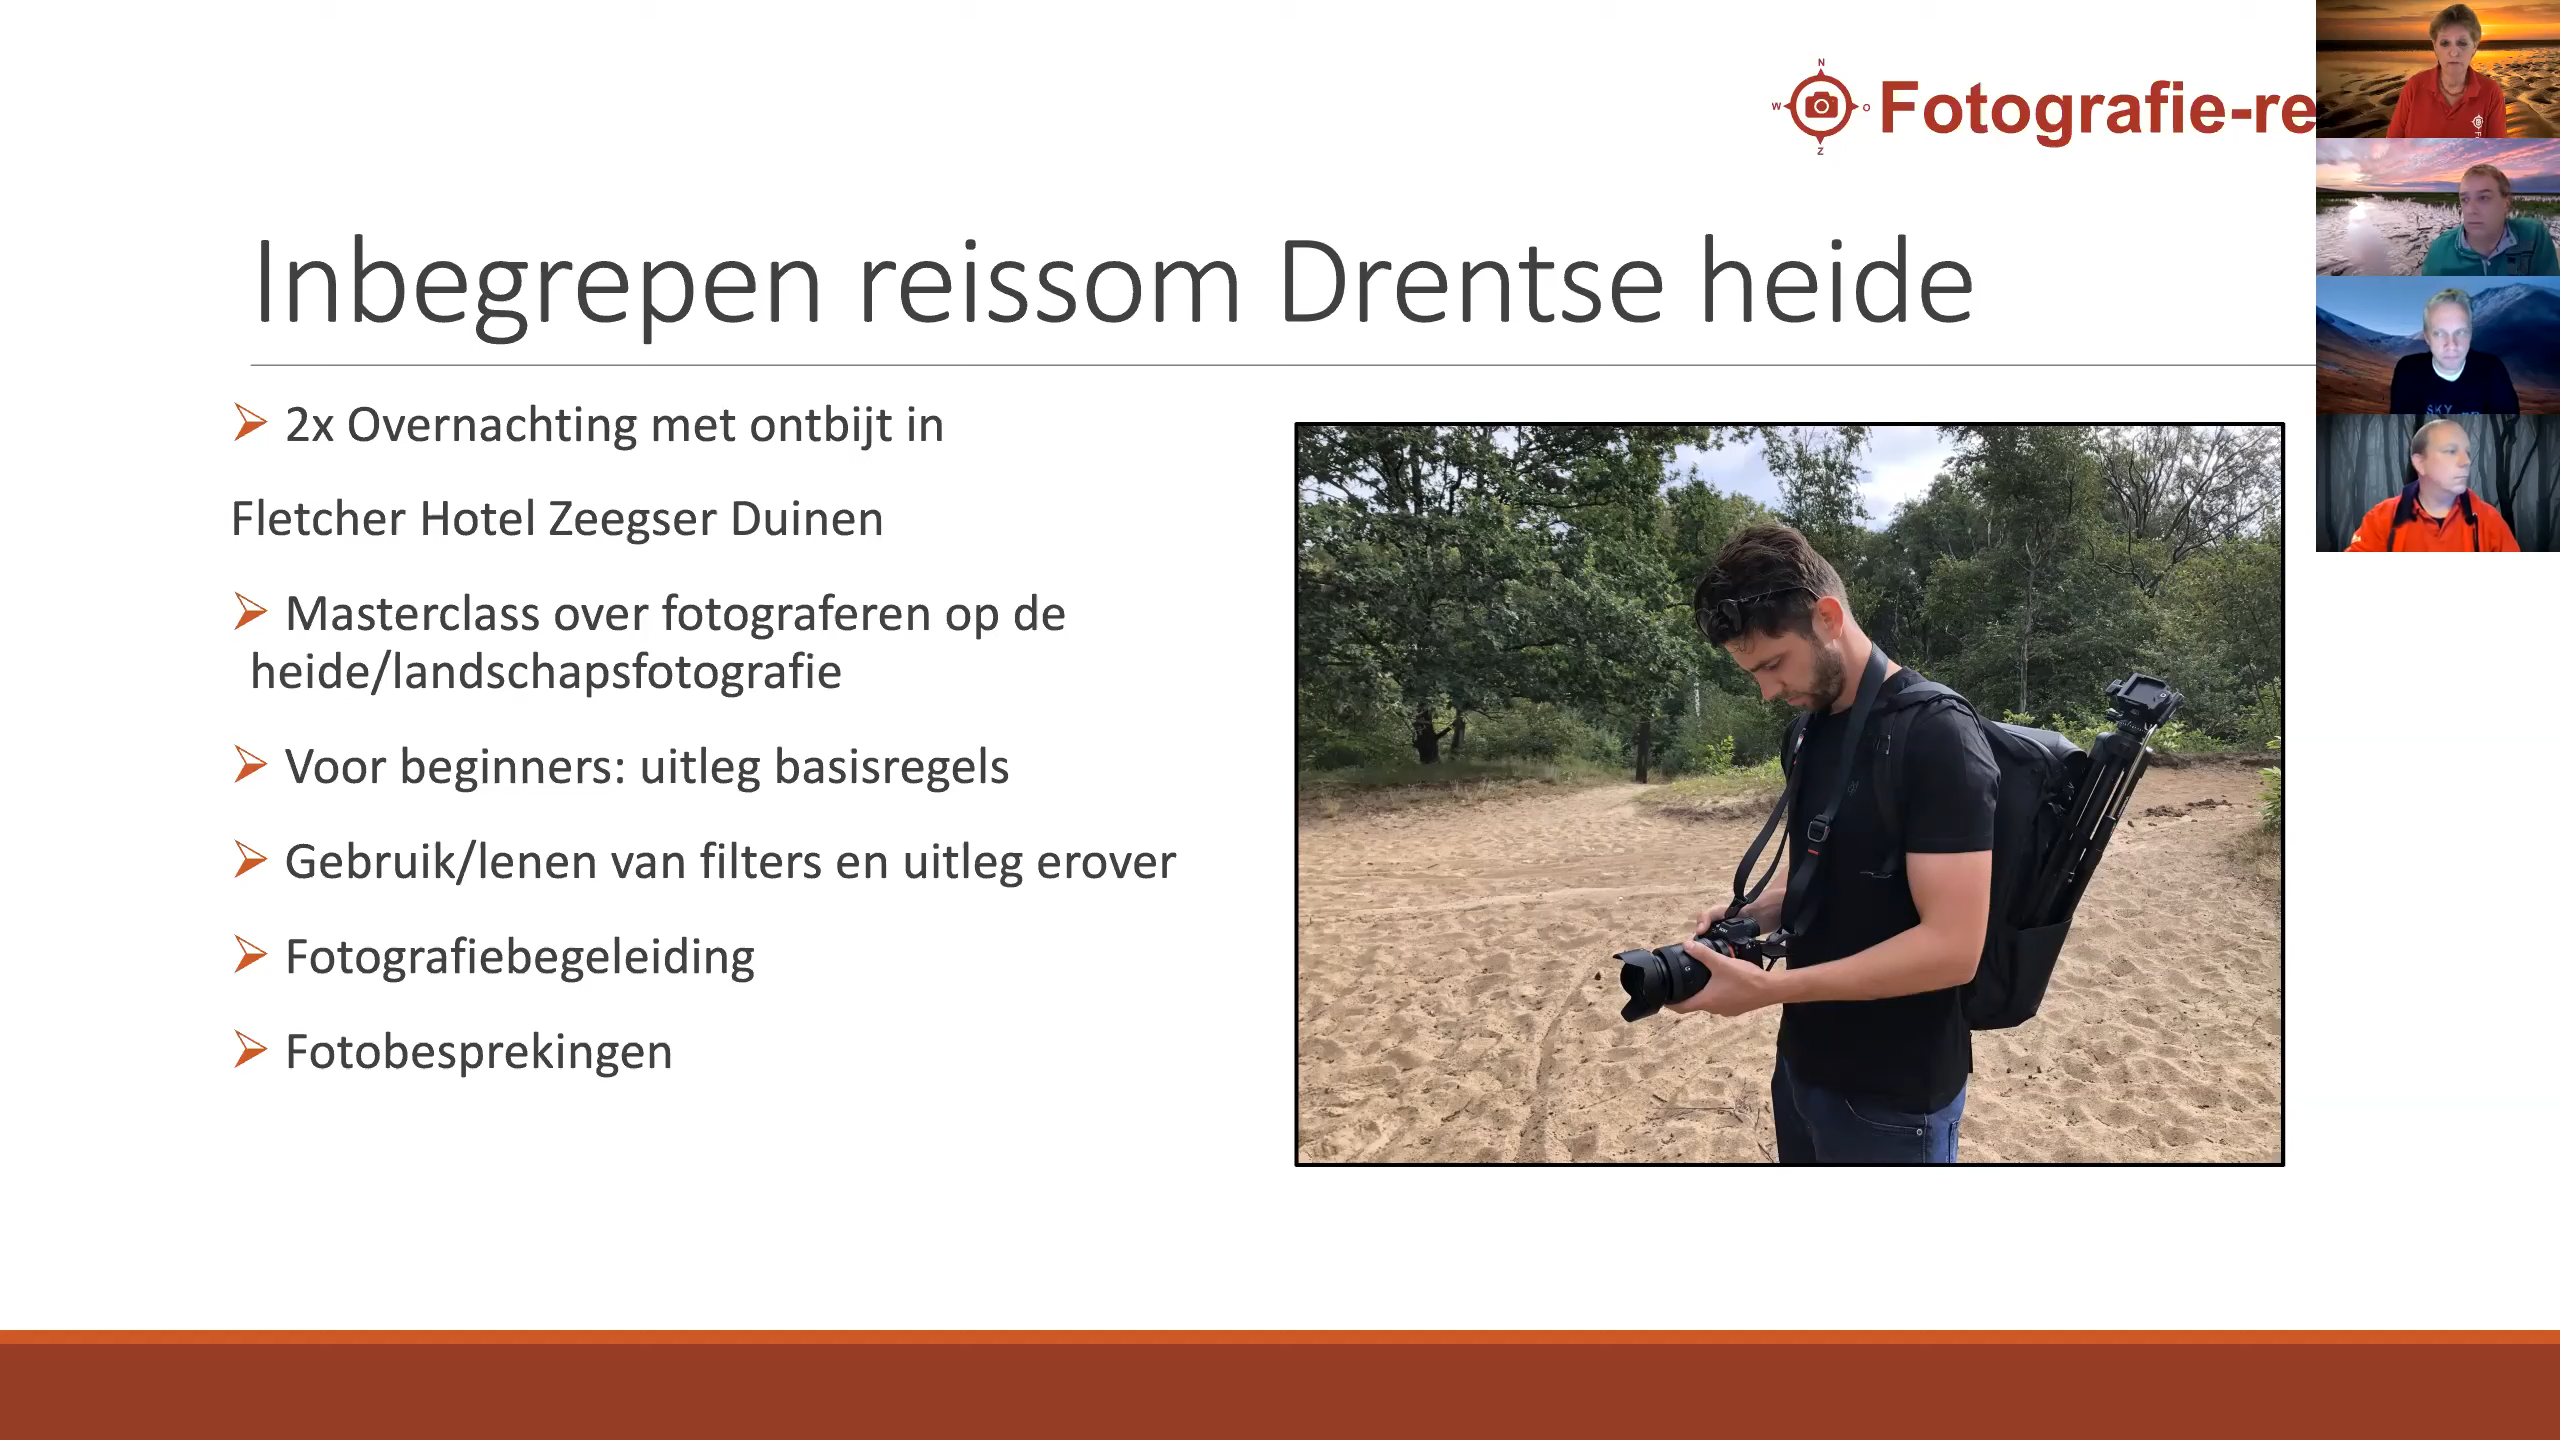 N
W
O
Z
Fotografie-re
Inbegrepen reissom Drentse heide
2x Overnachting met ontbijt in
Fletcher Hotel Zeegser Duinen
Masterclass over fotograferen op de
heide/landschapsfotografie
Voor beginners: uitleg basisregels
Gebruik/lenen van filters en uitleg erover
Fotografiebegeleiding
Fotobesprekingen
SKY